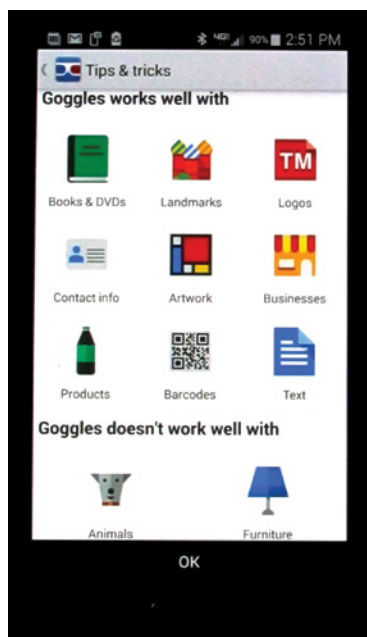 90% 2:51 PM
Tips & tricks
Goggles works well with
Books & DVDs Landmarks Logos
TM
Contact info Artwork Businesses
Products Barcodes Text
Goggles doesn't work well with
Animals Furniture
OK